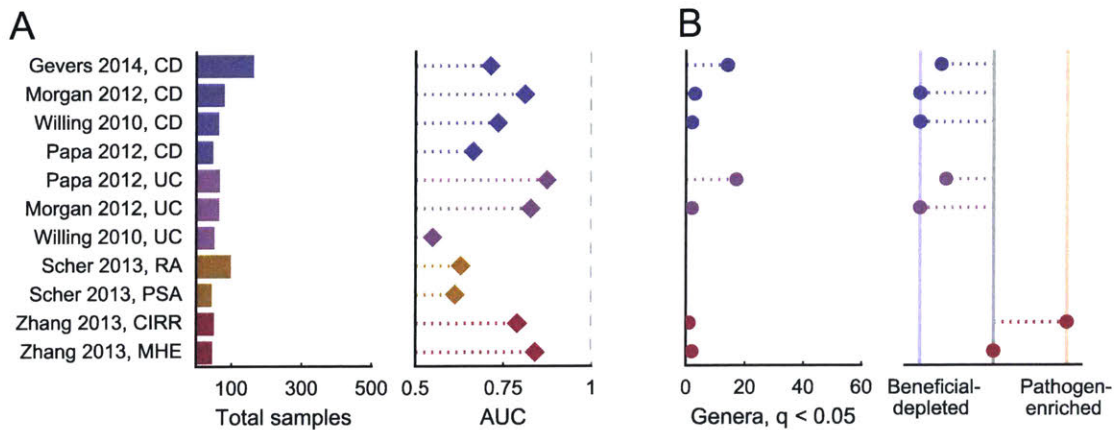 A
B
Gevers 2014, CD
Morgan 2012, CD
Willing 2010, CD
Papa 2012, CD
Papa 2012, UC
Morgan 2012, UC
Willing 2010, UC
Scher 2013, RA
Scher 2013, PSA
Zhang 2013, CIRR
Zhang 2013, MHE
100 300 500
Total samples
0.5 0.75 1
AUC
0 20 40 60
Genera, q < 0.05
Beneficial-
depleted
Pathogen-
enriched